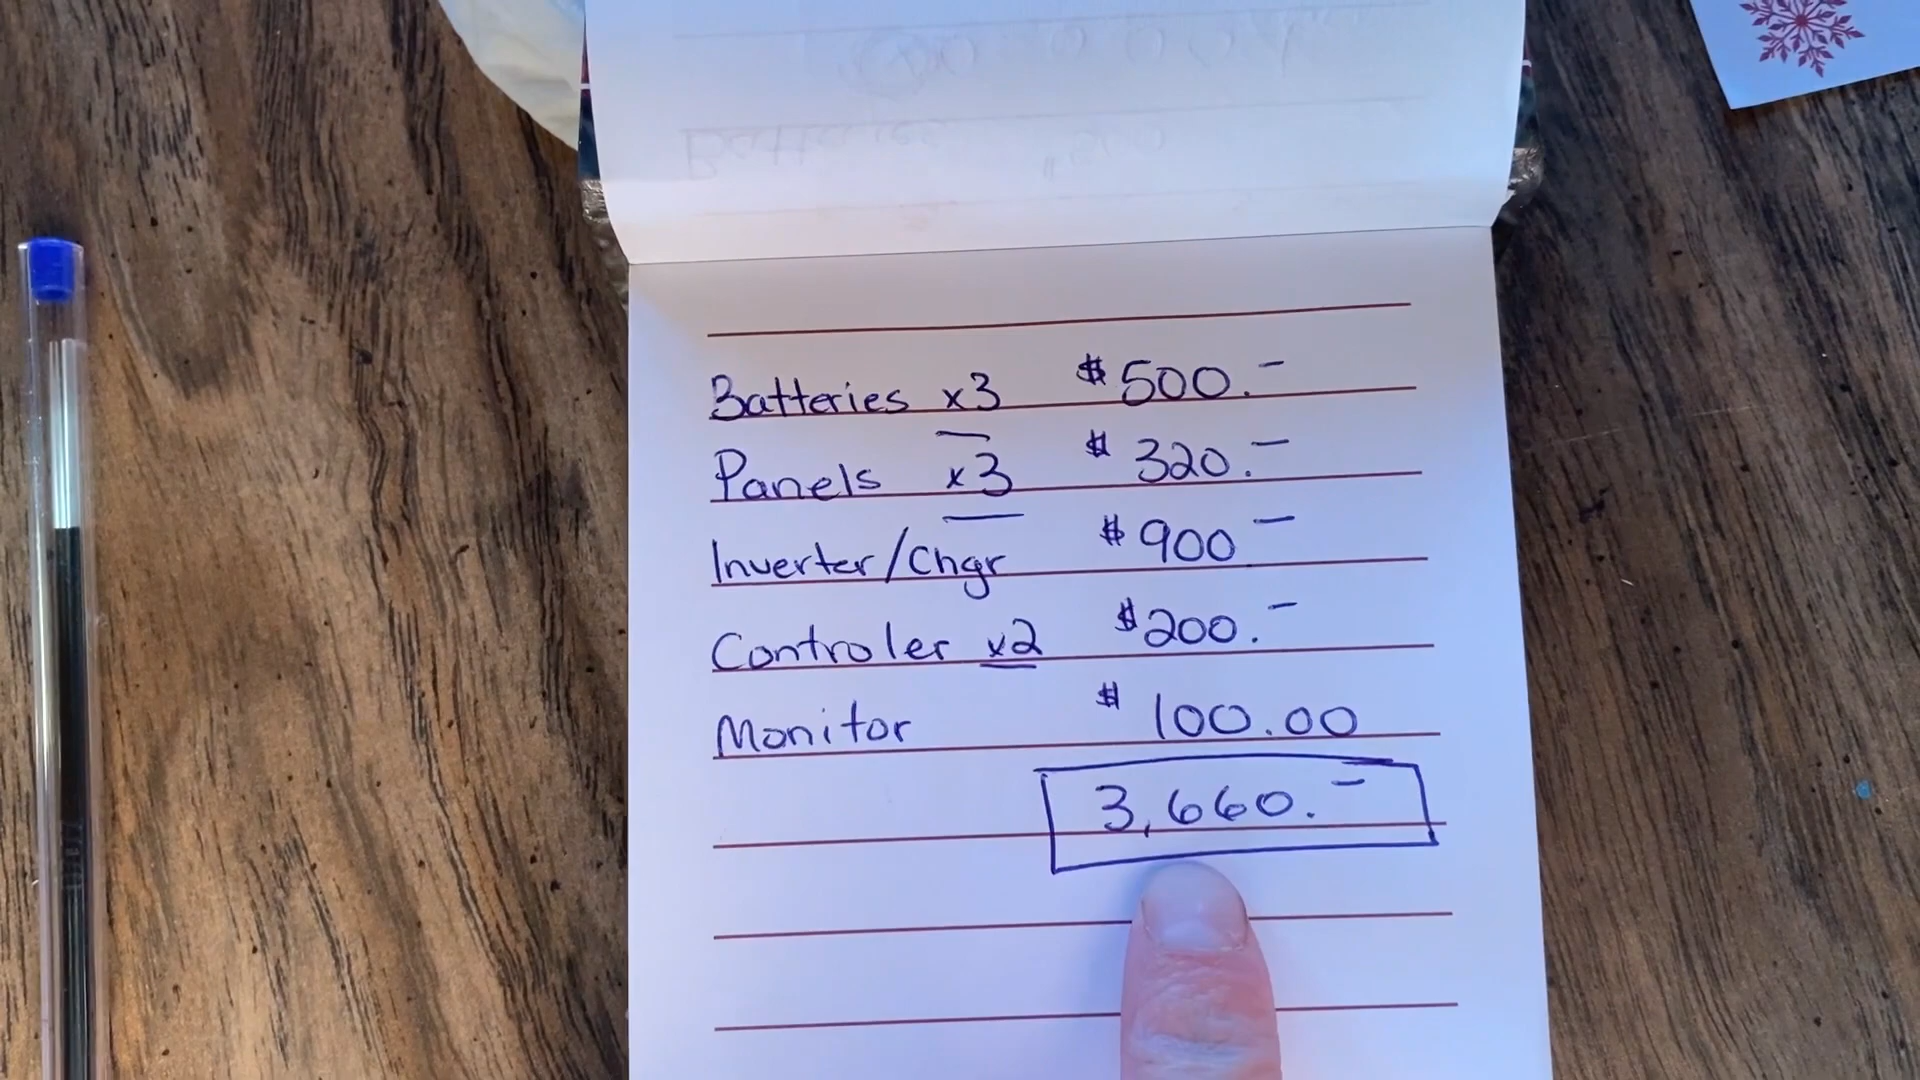 Batteries x3 $500.-
Panels x3 $320.-
Inverter/Chgr $900-
Controler x2 $200.-
Monitor $100.00
3,660.-